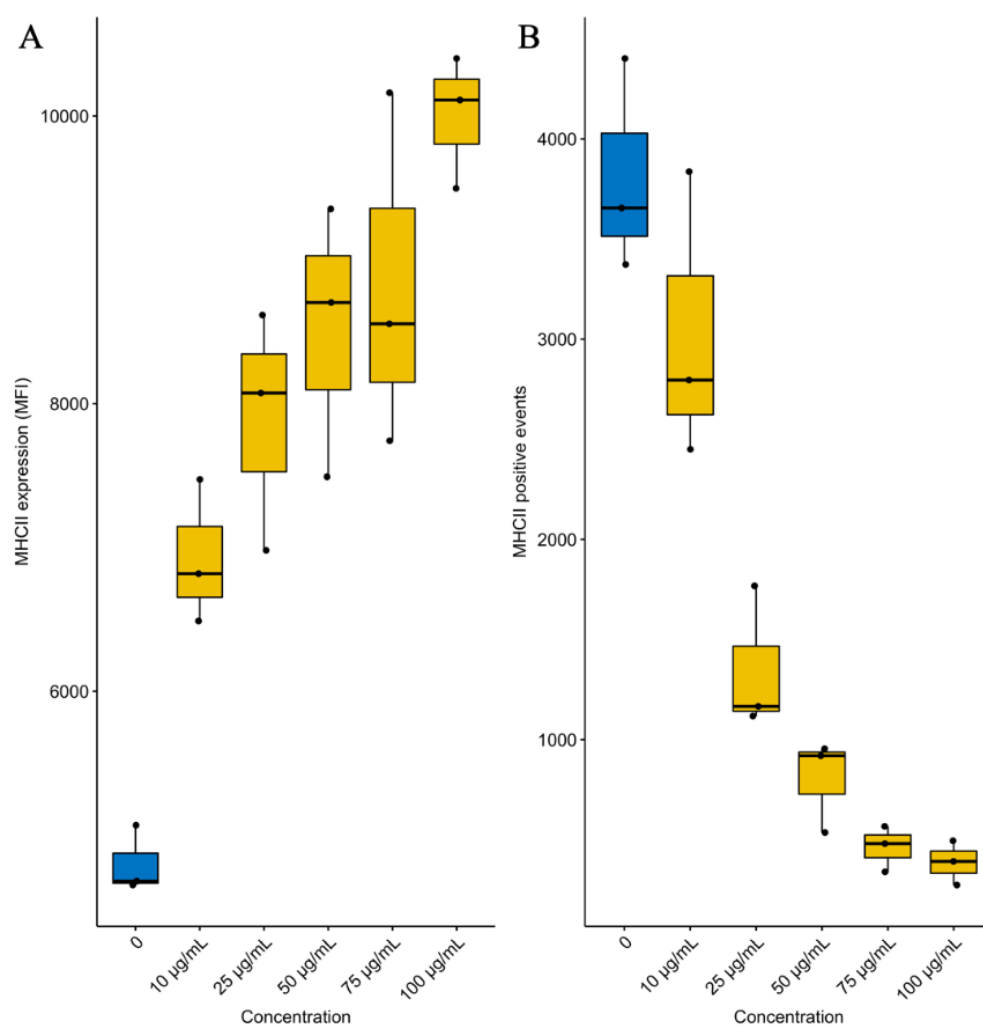 A
MHCII expression (MFI)
10000
8000
6000
0
10 µg/mL
25 µg/mL
50 µg/mL
75 µg/mL
100 µg/mL
Concentration
B
MHCII positive events
4000
3000
2000
1000
0
10 µg/mL
25 µg/mL
50 µg/mL
75 µg/mL
100 µg/mL
Concentration